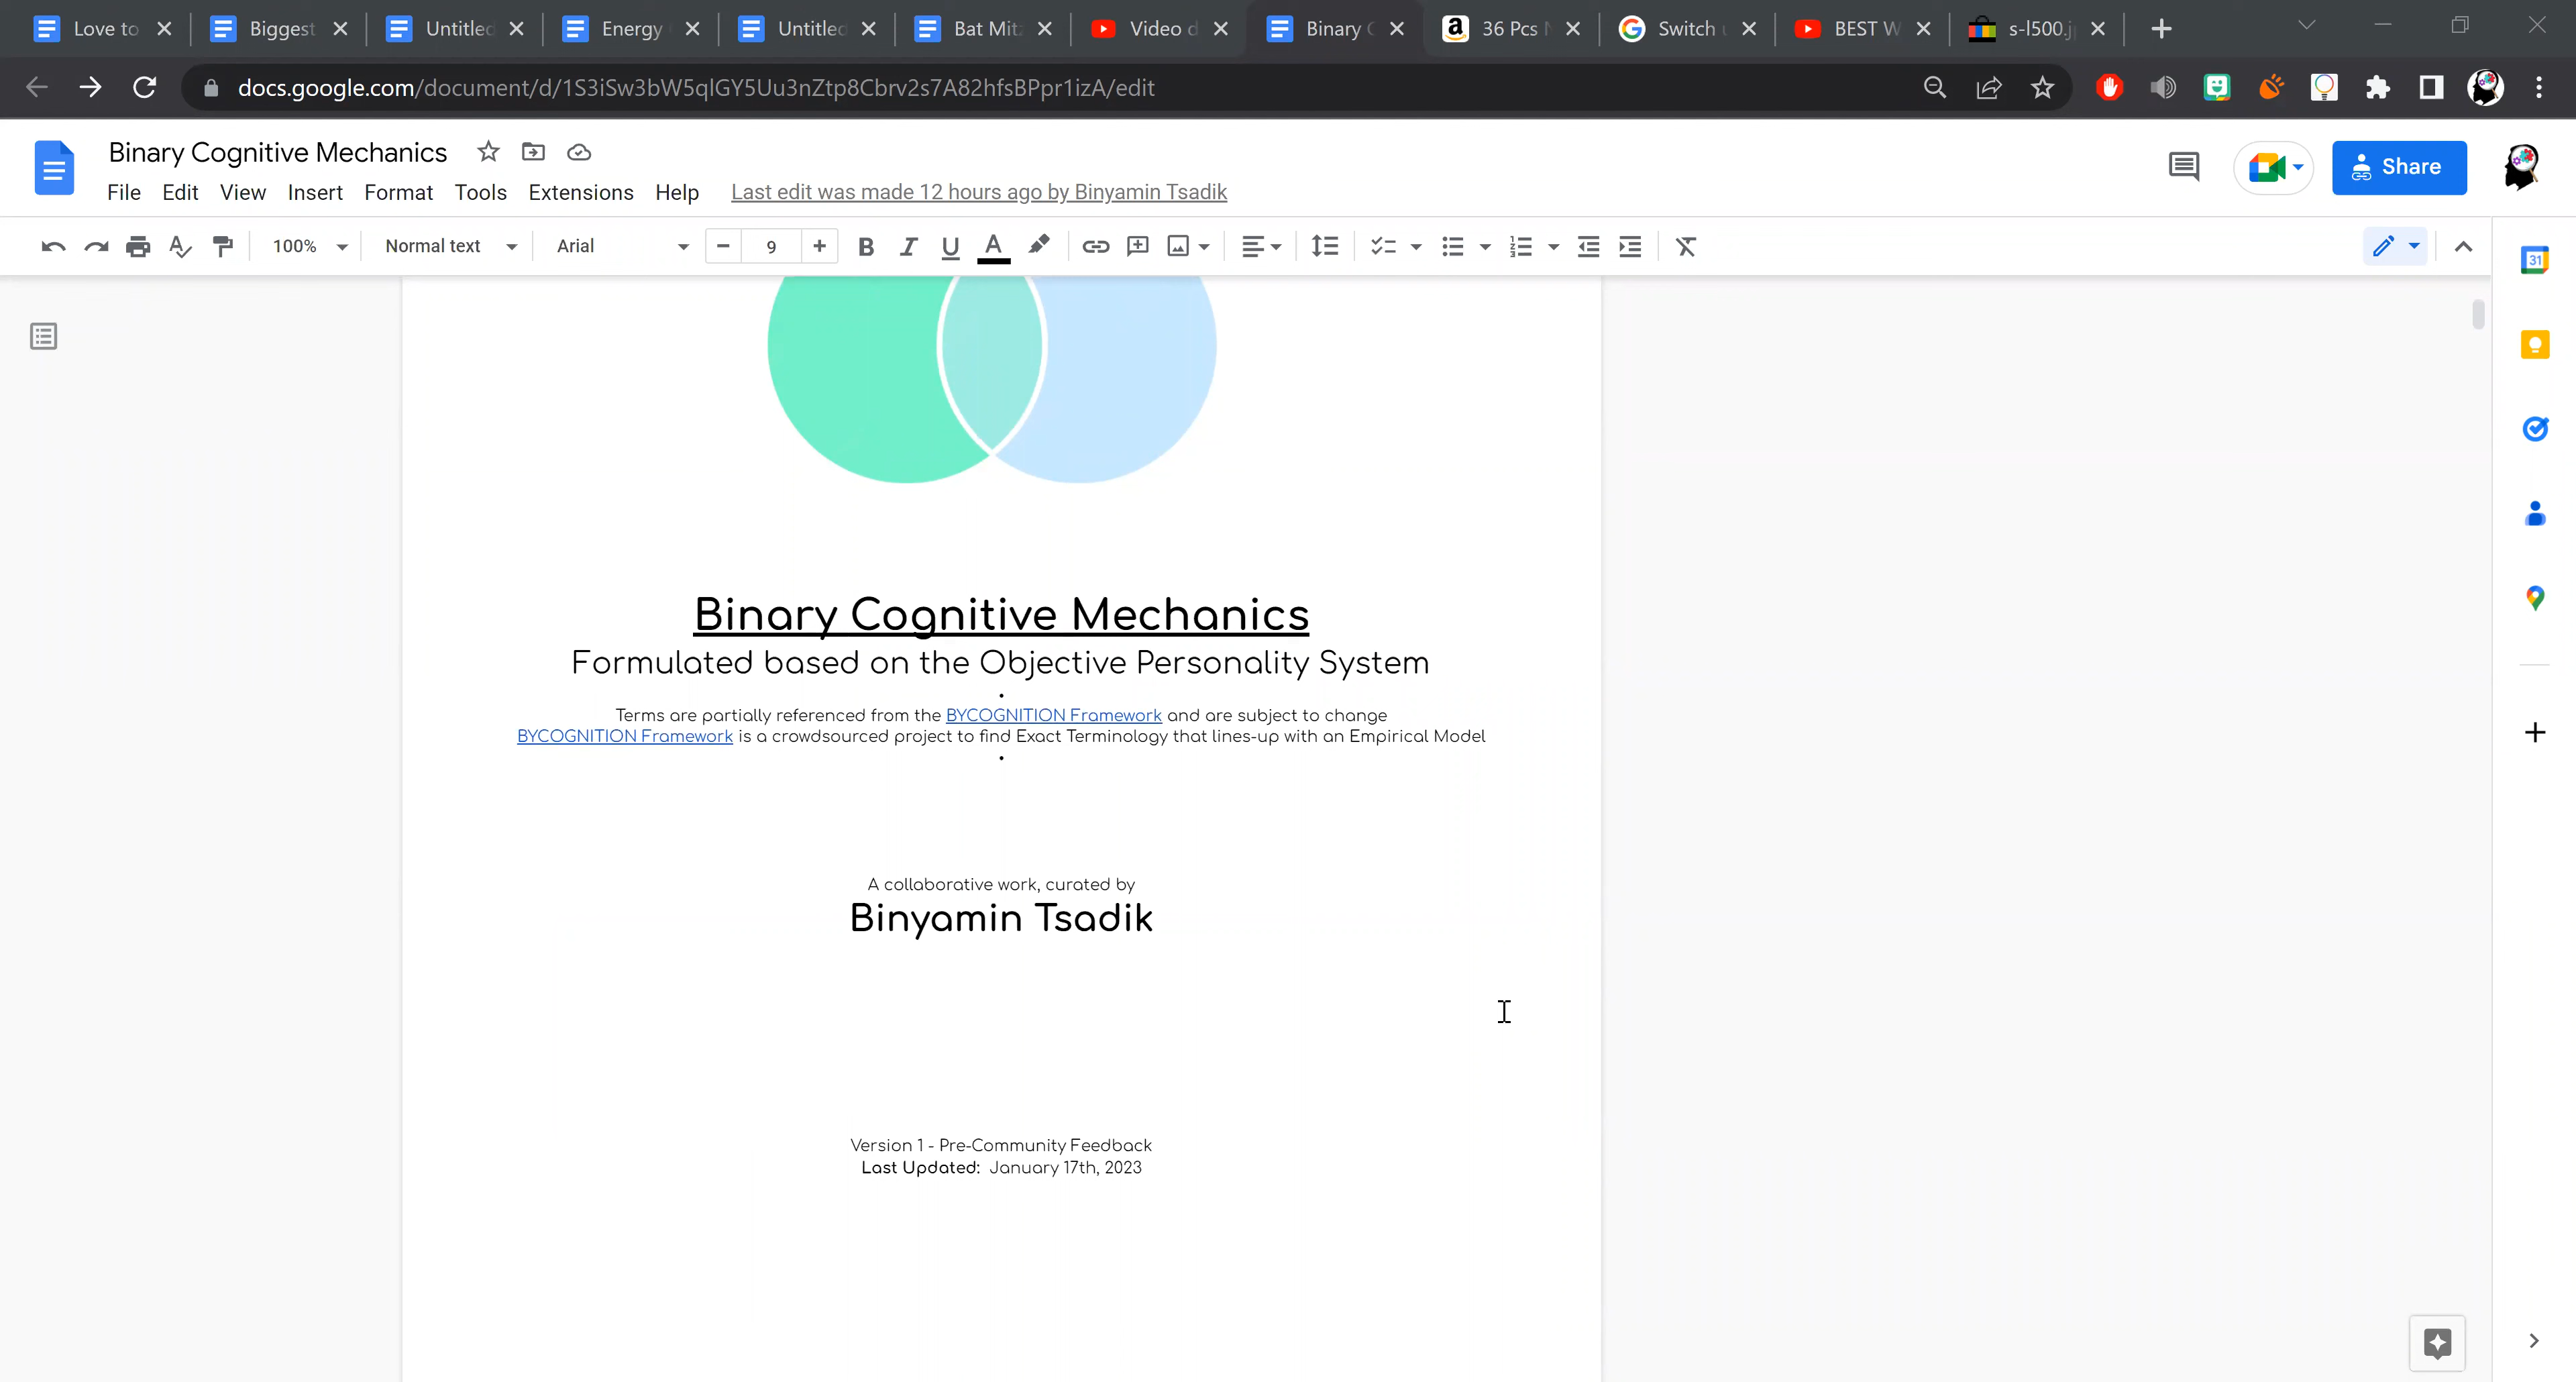 Love to
Biggest
Untitled
Energy
Untitled
Bat Mitz
Video d
Binary C
36 Pcs N
Switch u
BEST W
s-l500.j
docs.google.com/document/d/1S3iSw3bW5qlGY5Uu3nZtp8Cbrv2s7A82hfsBPpr1izA/edit
Binary Cognitive Mechanics
File Edit View Insert Format Tools Extensions Help Last edit was made 12 hours ago by Binyamin Tsadik
Share
100% Normal text Arial 9
31
Binary Cognitive Mechanics
Formulated based on the Objective Personality System
Terms are partially referenced from the BYCOGNITION Framework and are subject to change
BYCOGNITION Framework is a crowdsourced project to find Exact Terminology that lines-up with an Empirical Model
A collaborative work, curated by
Binyamin Tsadik
Version 1 - Pre-Community Feedback
Last Updated: January 17th, 2023